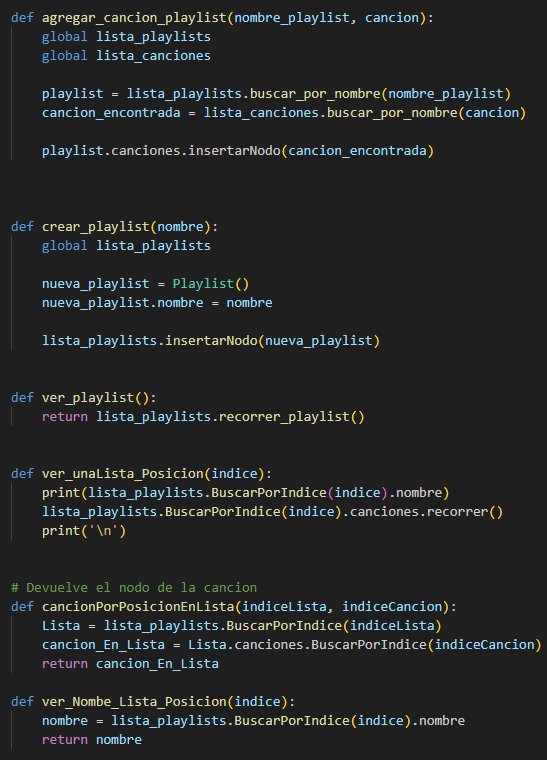 def agregar_cancion_playlist(nombre_playlist, cancion):
    global lista_playlists
    global lista_canciones

    playlist = lista_playlists.buscar_por_nombre(nombre_playlist)
    cancion_encontrada = lista_canciones.buscar_por_nombre(cancion)

    playlist.canciones.insertarNodo(cancion_encontrada)

def crear_playlist(nombre):
    global lista_playlists

    nueva_playlist = Playlist()
    nueva_playlist.nombre = nombre

    lista_playlists.insertarNodo(nueva_playlist)

def ver_playlist():
    return lista_playlists.recorrer_playlist()

def ver_unaLista_Posicion(indice):
    print(lista_playlists.BuscarPorIndice(indice).nombre)
    lista_playlists.BuscarPorIndice(indice).canciones.recorrer()
    print('\n')

# Devuelve el nodo de la cancion
def cancionPorPosicionEnLista(indiceLista, indiceCancion):
    Lista = lista_playlists.BuscarPorIndice(indiceLista)
    cancion_En_Lista = Lista.canciones.BuscarPorIndice(indiceCancion)
    return cancion_En_Lista

def ver_Nombe_Lista_Posicion(indice):
    nombre = lista_playlists.BuscarPorIndice(indice).nombre
    return nombre